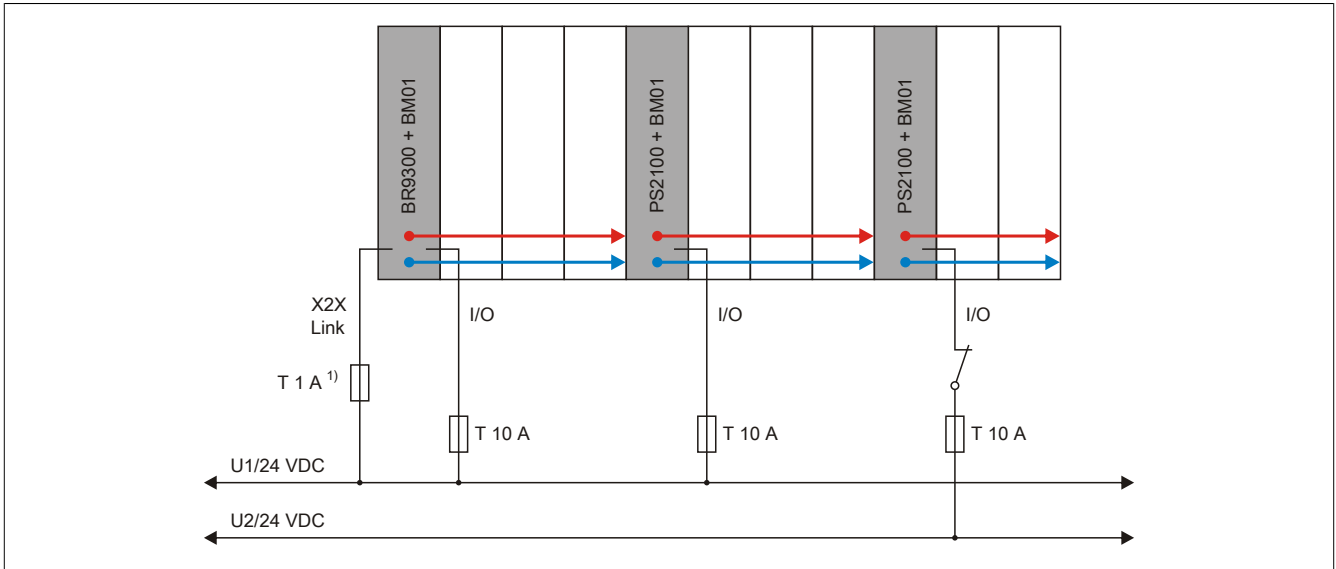 BR9300 + BM01
PS2100 + BM01
PS2100 + BM01
X2X
Link
I/O
I/O
I/O
T 1 A 1)
T 10 A
T 10 A
T 10 A
U1/24 VDC
U2/24 VDC